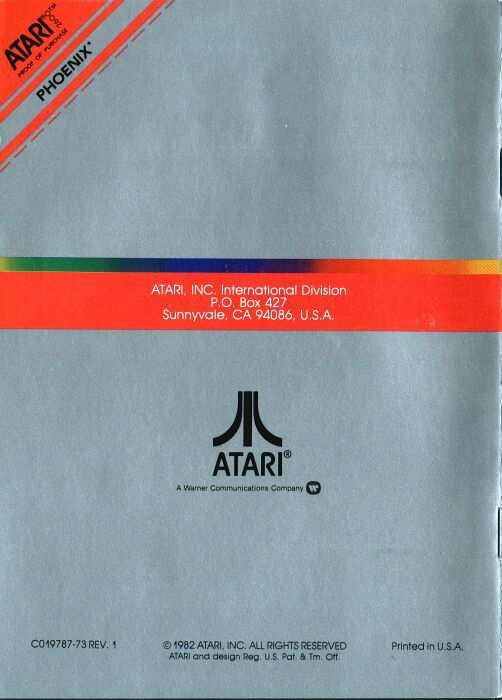 ATARI 2600
PROOF OF PURCHASE
PHOENIX*
ATARI, INC. International Division
P.O. Box 427
Sunnyvale, CA 94086, U.S.A.
ATARI®
A Warner Communications Company
C019787-73 REV. 1
© 1982 ATARI, INC. ALL RIGHTS RESERVED
ATARI and design Reg. U.S. Pat. & Tm. Off.
Printed in U.S.A.